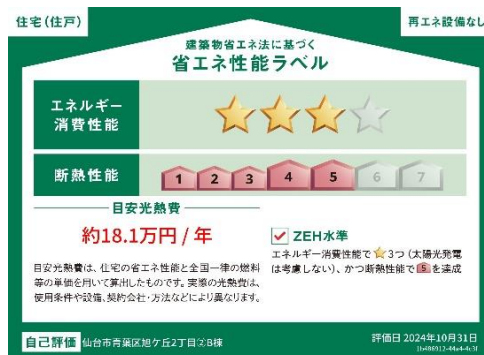 住宅(住戸)
再エネ設備なし
建築物省エネ法に基づく
省エネ性能ラベル
エネルギー
消費性能
断熱性能
1 2 3 4 5 6 7
目安光熱費
約18.1万円 / 年
目安光熱費は、住宅の省エネ性能と全国一律の燃料
等の単価を用いて算出したものです。実際の光熱費は、
使用条件や設備、契約会社・方法などにより異なります。
ZEH水準
エネルギー消費性能で⭐3つ(太陽光発電
は考慮しない)、かつ断熱性能で5を達成
自己評価 仙台市青葉区旭ケ丘2丁目②B棟
評価日 2024年10月31日